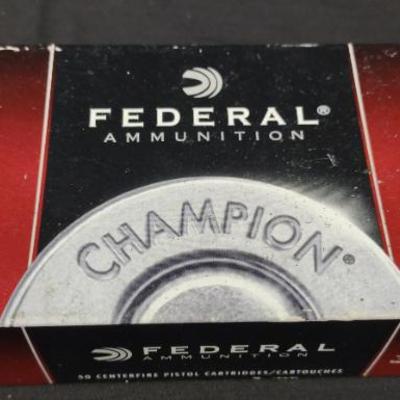 FEDERAL®
AMMUNITION
CHAMPION®
FEDERAL
AMMUNITION
50 CENTERFIRE PISTOL CARTRIDGES/CARTOUCHES